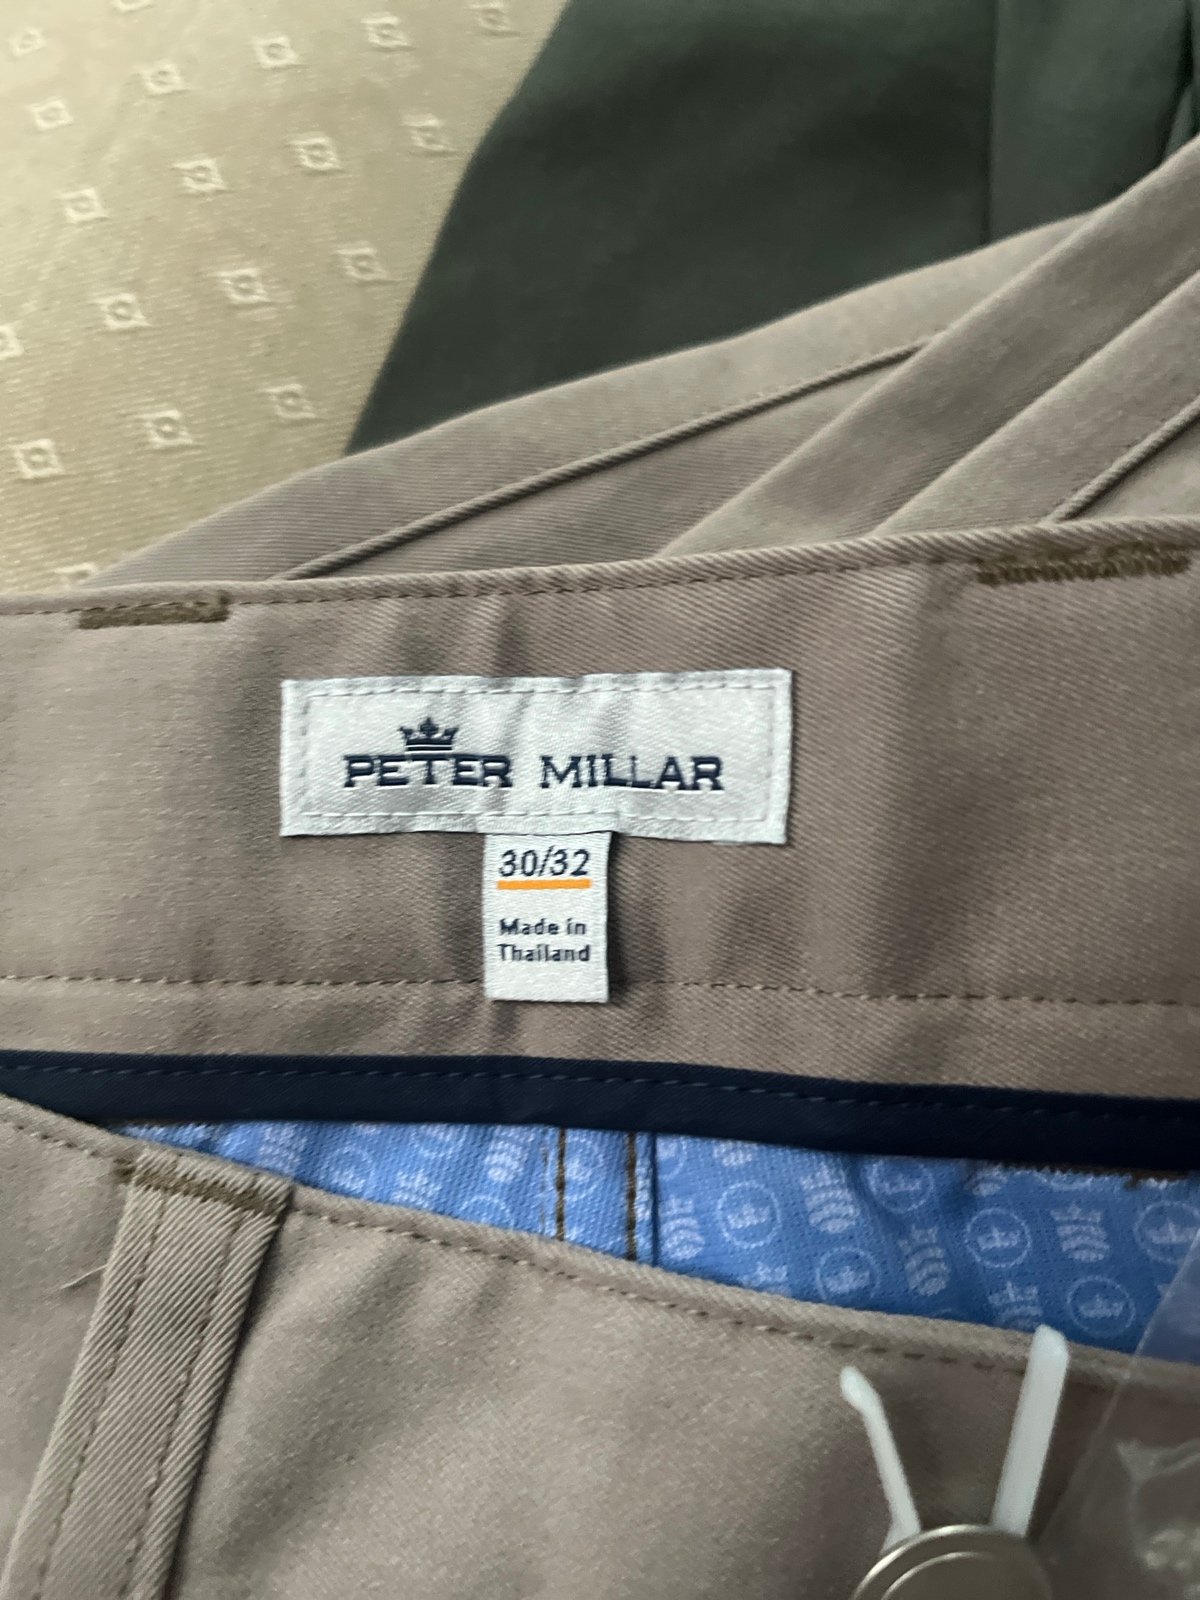 PETER MILLAR
30/32
Made in
Thailand